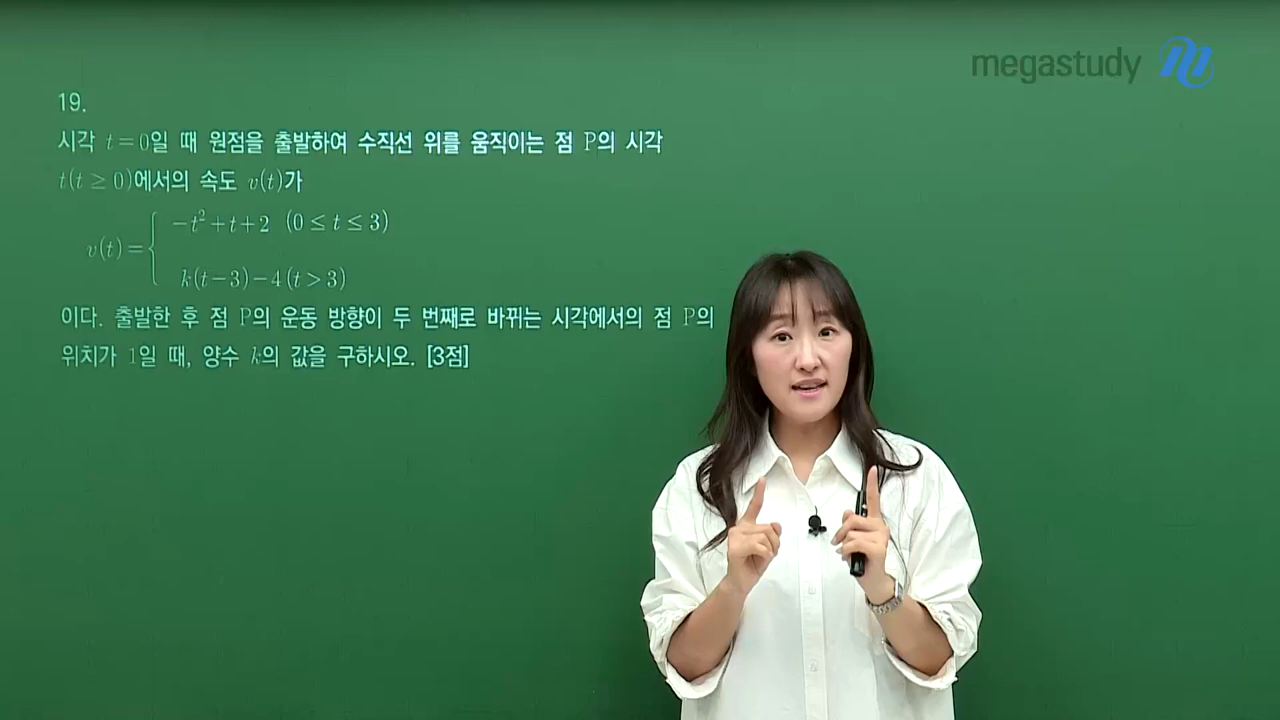 megastudy
19.
시각 t=0일 때 원점을 출발하여 수직선 위를 움직이는 점 P의 시각
t(t≥0)에서의 속도 v(t)가
v(t)={ -t²+t+2 (0≤t≤3)
k(t-3)-4(t>3)
이다. 출발한 후 점 P의 운동 방향이 두 번째로 바뀌는 시각에서의 점 P의
위치가 1일 때, 양수 k의 값을 구하시오. [3점]